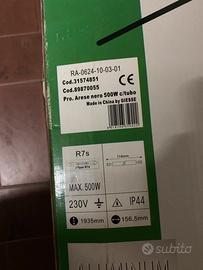 RA-0624-10-03-01
Cod.31574851
Cod.89870055
Pro. Arese nero 500W c/tubo
Made in China by GIESSE
CE
R7s
MAX. 500W
230V
IP44
1935mm
156,5mm
subito